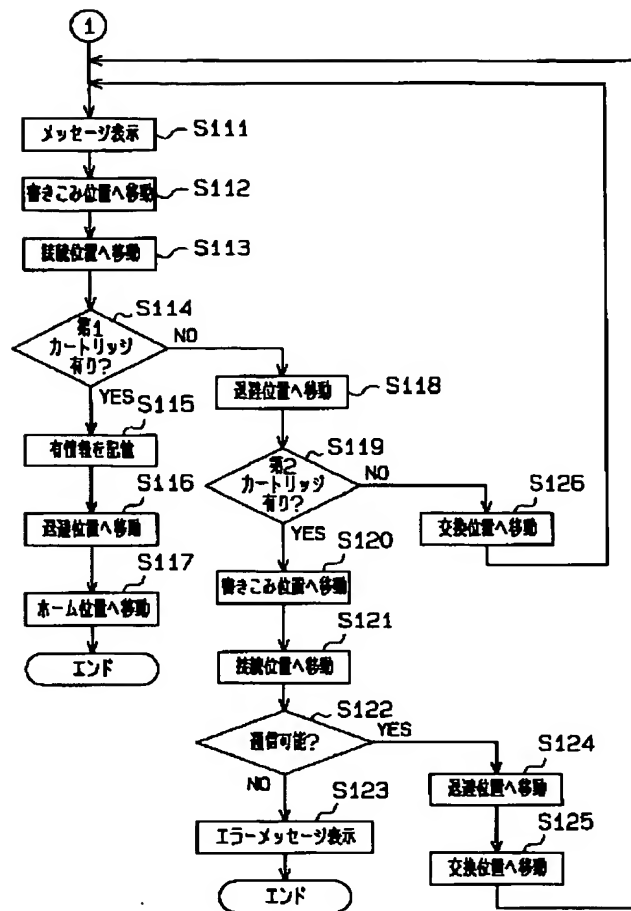 1
メッセージ表示
S111
書きこみ位置へ移動
S112
接続位置へ移動
S113
第1
カートリッジ
有り?
S114
NO
YES
有情報を記憶
S115
退避位置へ移動
S116
ホーム位置へ移動
S117
エンド
退避位置へ移動
S118
第2
カートリッジ
有り?
S119
NO
YES
交換位置へ移動
S126
書きこみ位置へ移動
S120
接続位置へ移動
S121
通信可能?
S122
YES
NO
エラーメッセージ表示
S123
エンド
退避位置へ移動
S124
交換位置へ移動
S125